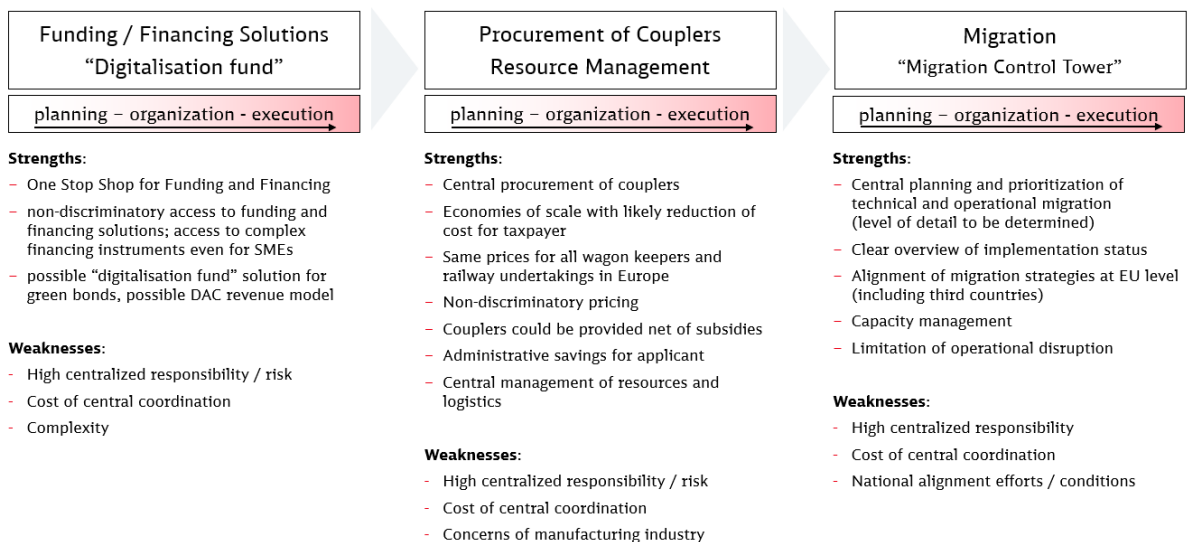 Funding / Financing Solutions
“Digitalisation fund”
planning – organization - execution
Strengths:
– One Stop Shop for Funding and Financing
– non-discriminatory access to funding and
financing solutions; access to complex
financing instruments even for SMEs
– possible “digitalisation fund” solution for
green bonds, possible DAC revenue model
Weaknesses:
- High centralized responsibility / risk
- Cost of central coordination
- Complexity
Procurement of Couplers
Resource Management
planning – organization - execution
Strengths:
– Central procurement of couplers
– Economies of scale with likely reduction of
cost for taxpayer
– Same prices for all wagon keepers and
railway undertakings in Europe
– Non-discriminatory pricing
– Couplers could be provided net of subsidies
– Administrative savings for applicant
– Central management of resources and
logistics
Weaknesses:
- High centralized responsibility / risk
- Cost of central coordination
- Concerns of manufacturing industry
Migration
“Migration Control Tower”
planning – organization - execution
Strengths:
– Central planning and prioritization of
technical and operational migration
(level of detail to be determined)
– Clear overview of implementation status
– Alignment of migration strategies at EU level
(including third countries)
– Capacity management
– Limitation of operational disruption
Weaknesses:
- High centralized responsibility
- Cost of central coordination
- National alignment efforts / conditions